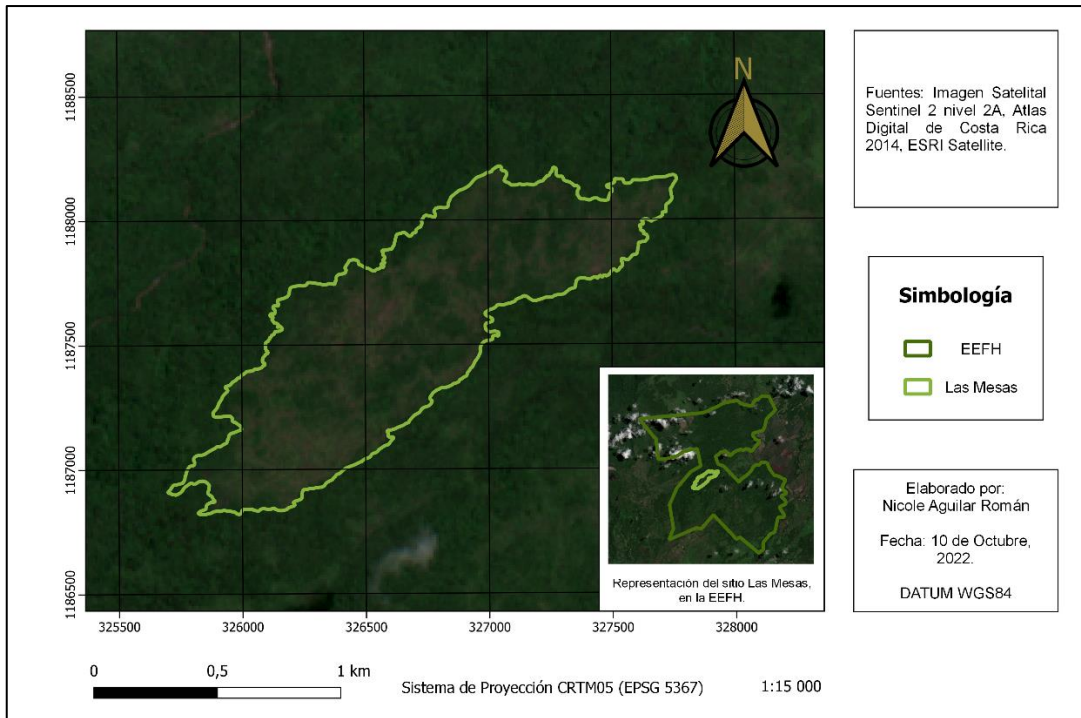 N
Fuentes: Imagen Satelital
Sentinel 2 nivel 2A, Atlas
Digital de Costa Rica
2014, ESRI Satellite.
1188500
1188000
1187500
1187000
1186500
Simbología
EEFH
Las Mesas
Representación del sitio Las Mesas,
en la EEFH.
Elaborado por:
Nicole Aguilar Román
Fecha: 10 de Octubre,
2022.
DATUM WGS84
325500 326000 326500 327000 327500 328000
0 0,5 1 km
Sistema de Proyección CRTM05 (EPSG 5367) 1:15 000